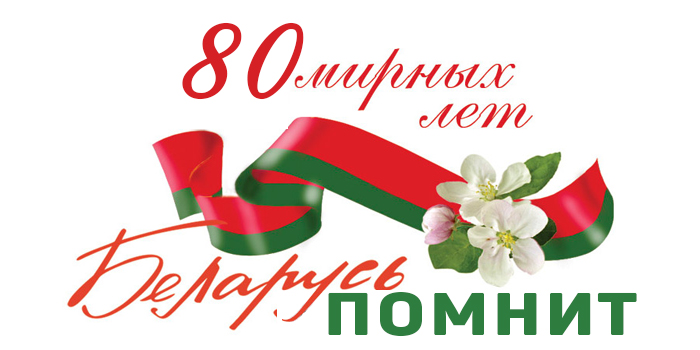 80 мирных
лет
Беларусь
ПОМНИТ